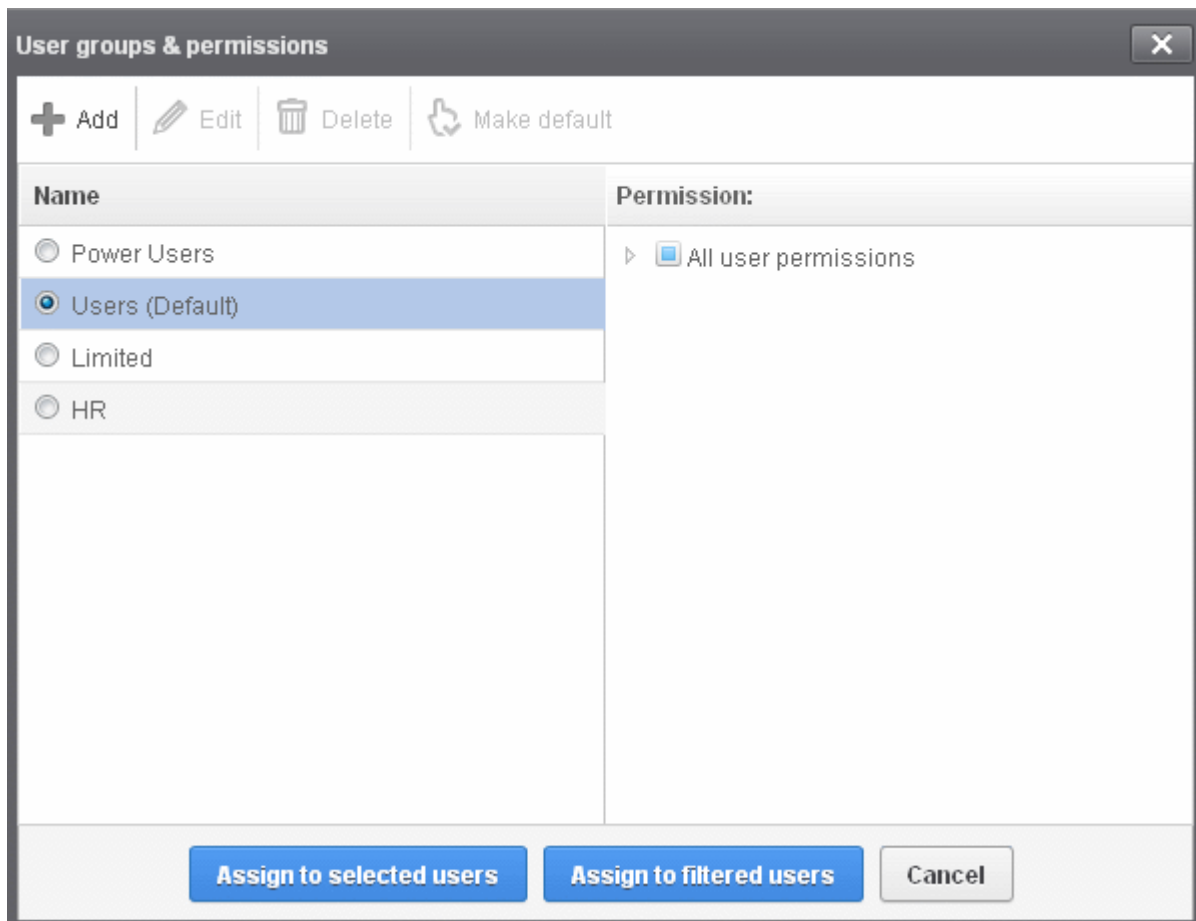 User groups & permissions
Add Edit Delete Make default
Name Permission:
Power Users All user permissions
Users (Default)
Limited
HR
Assign to selected users Assign to filtered users Cancel